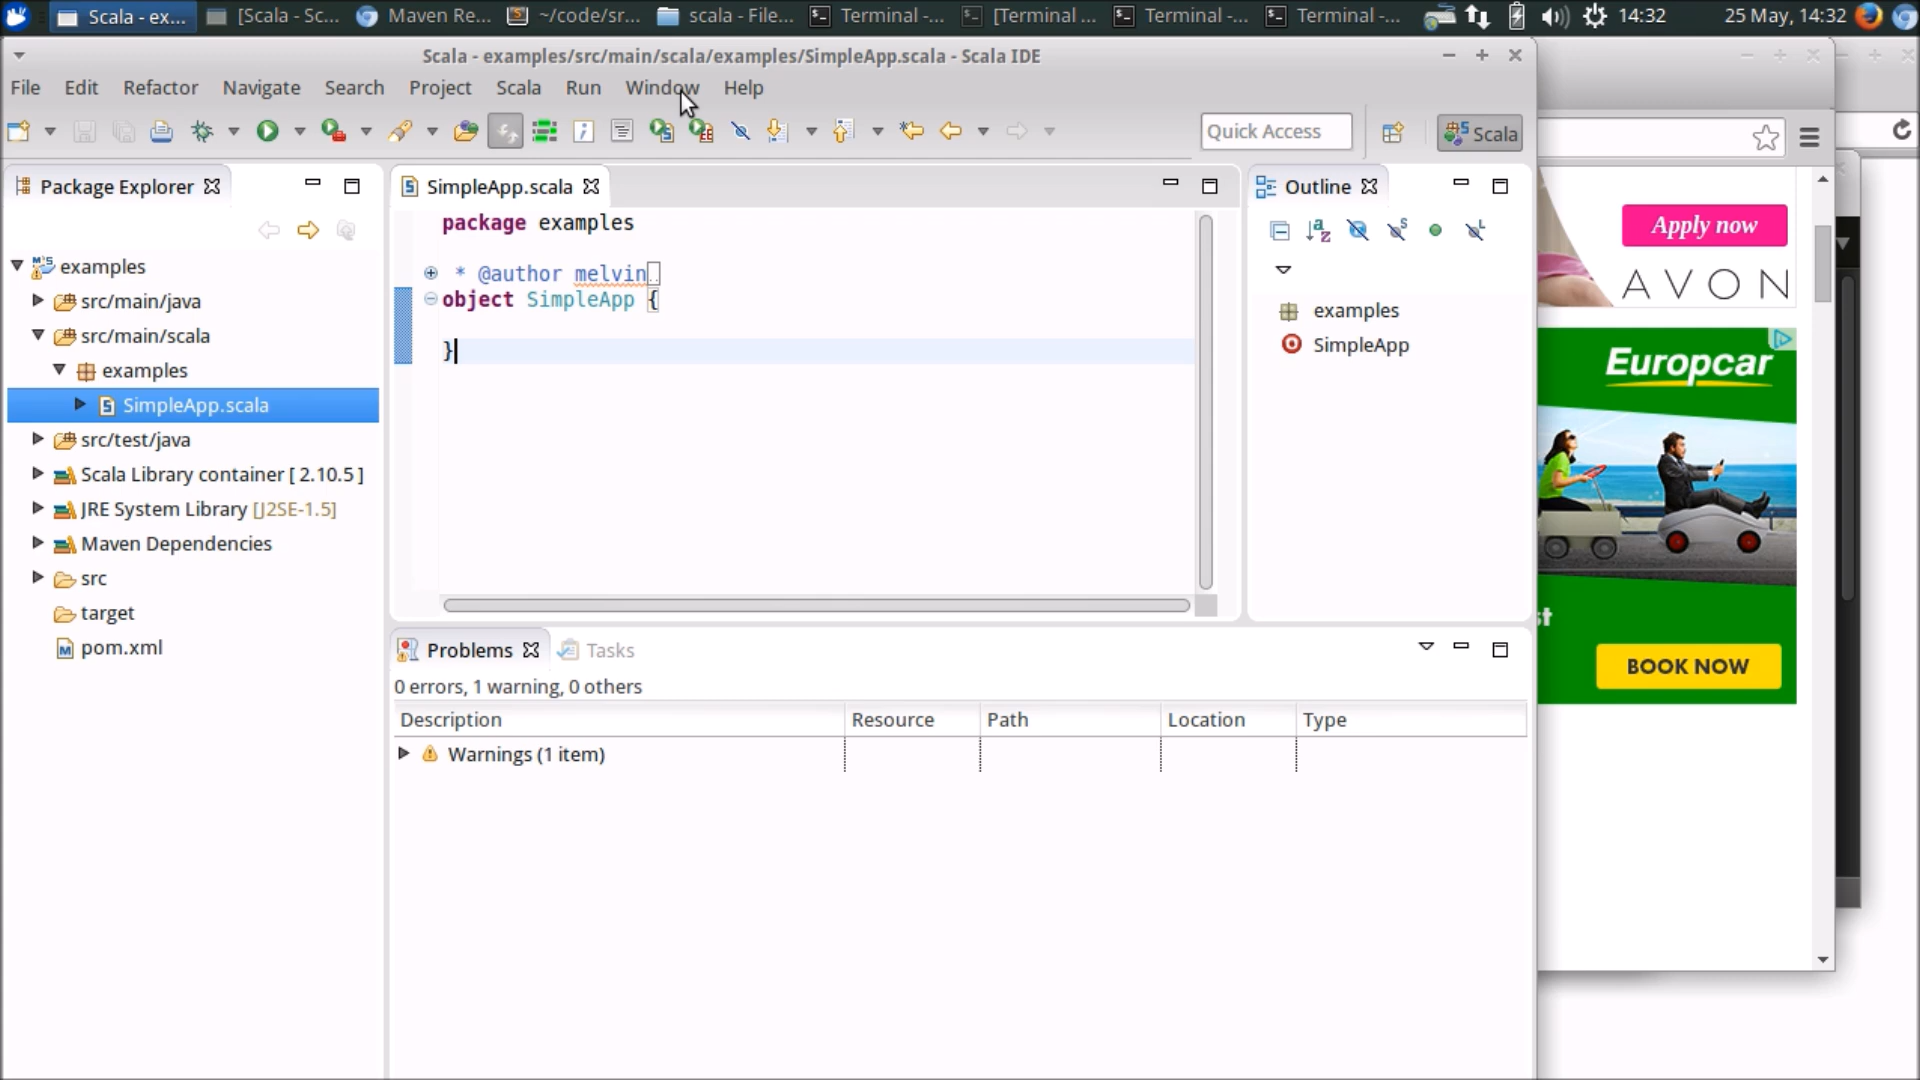 Scala - ex... [Scala - Sc... Maven Re... ~/code/sr... scala - File... Terminal -... [Terminal ... Terminal -... Terminal -... 14:32 25 May, 14:32
Scala - examples/src/main/scala/examples/SimpleApp.scala - Scala IDE
File Edit Refactor Navigate Search Project Scala Run Window Help
Quick Access Scala
Package Explorer
examples
src/main/java
src/main/scala
examples
SimpleApp.scala
src/test/java
Scala Library container [ 2.10.5 ]
JRE System Library [J2SE-1.5]
Maven Dependencies
src
target
pom.xml
SimpleApp.scala
package examples
* @author melvin
object SimpleApp {
}
Outline
examples
SimpleApp
Problems Tasks
0 errors, 1 warning, 0 others
Description Resource Path Location Type
Warnings (1 item)
Apply now
AVON
Europcar
BOOK NOW